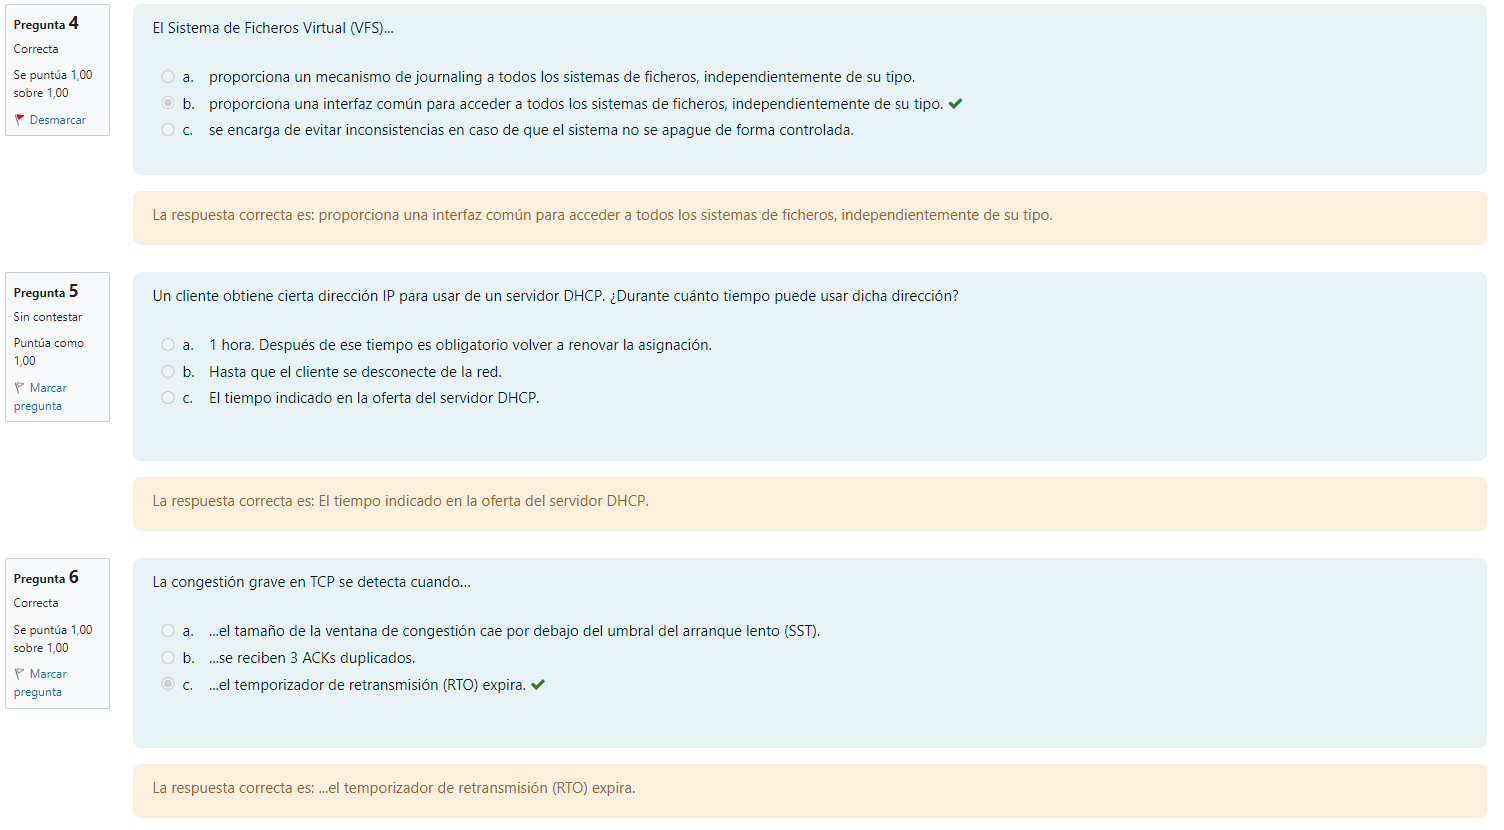 Pregunta 4
Correcta
Se puntúa 1,00
sobre 1,00
Desmarcar
El Sistema de Ficheros Virtual (VFS)...
a. proporciona un mecanismo de journaling a todos los sistemas de ficheros, independientemente de su tipo.
b. proporciona una interfaz común para acceder a todos los sistemas de ficheros, independientemente de su tipo.
c. se encarga de evitar inconsistencias en caso de que el sistema no se apague de forma controlada.
La respuesta correcta es: proporciona una interfaz común para acceder a todos los sistemas de ficheros, independientemente de su tipo.
Pregunta 5
Sin contestar
Puntúa como
1,00
Marcar
pregunta
Un cliente obtiene cierta dirección IP para usar de un servidor DHCP. ¿Durante cuánto tiempo puede usar dicha dirección?
a. 1 hora. Después de ese tiempo es obligatorio volver a renovar la asignación.
b. Hasta que el cliente se desconecte de la red.
c. El tiempo indicado en la oferta del servidor DHCP.
La respuesta correcta es: El tiempo indicado en la oferta del servidor DHCP.
Pregunta 6
Correcta
Se puntúa 1,00
sobre 1,00
Marcar
pregunta
La congestión grave en TCP se detecta cuando...
a. ...el tamaño de la ventana de congestión cae por debajo del umbral del arranque lento (SST).
b. ...se reciben 3 ACKs duplicados.
c. ...el temporizador de retransmisión (RTO) expira.
La respuesta correcta es: ...el temporizador de retransmisión (RTO) expira.